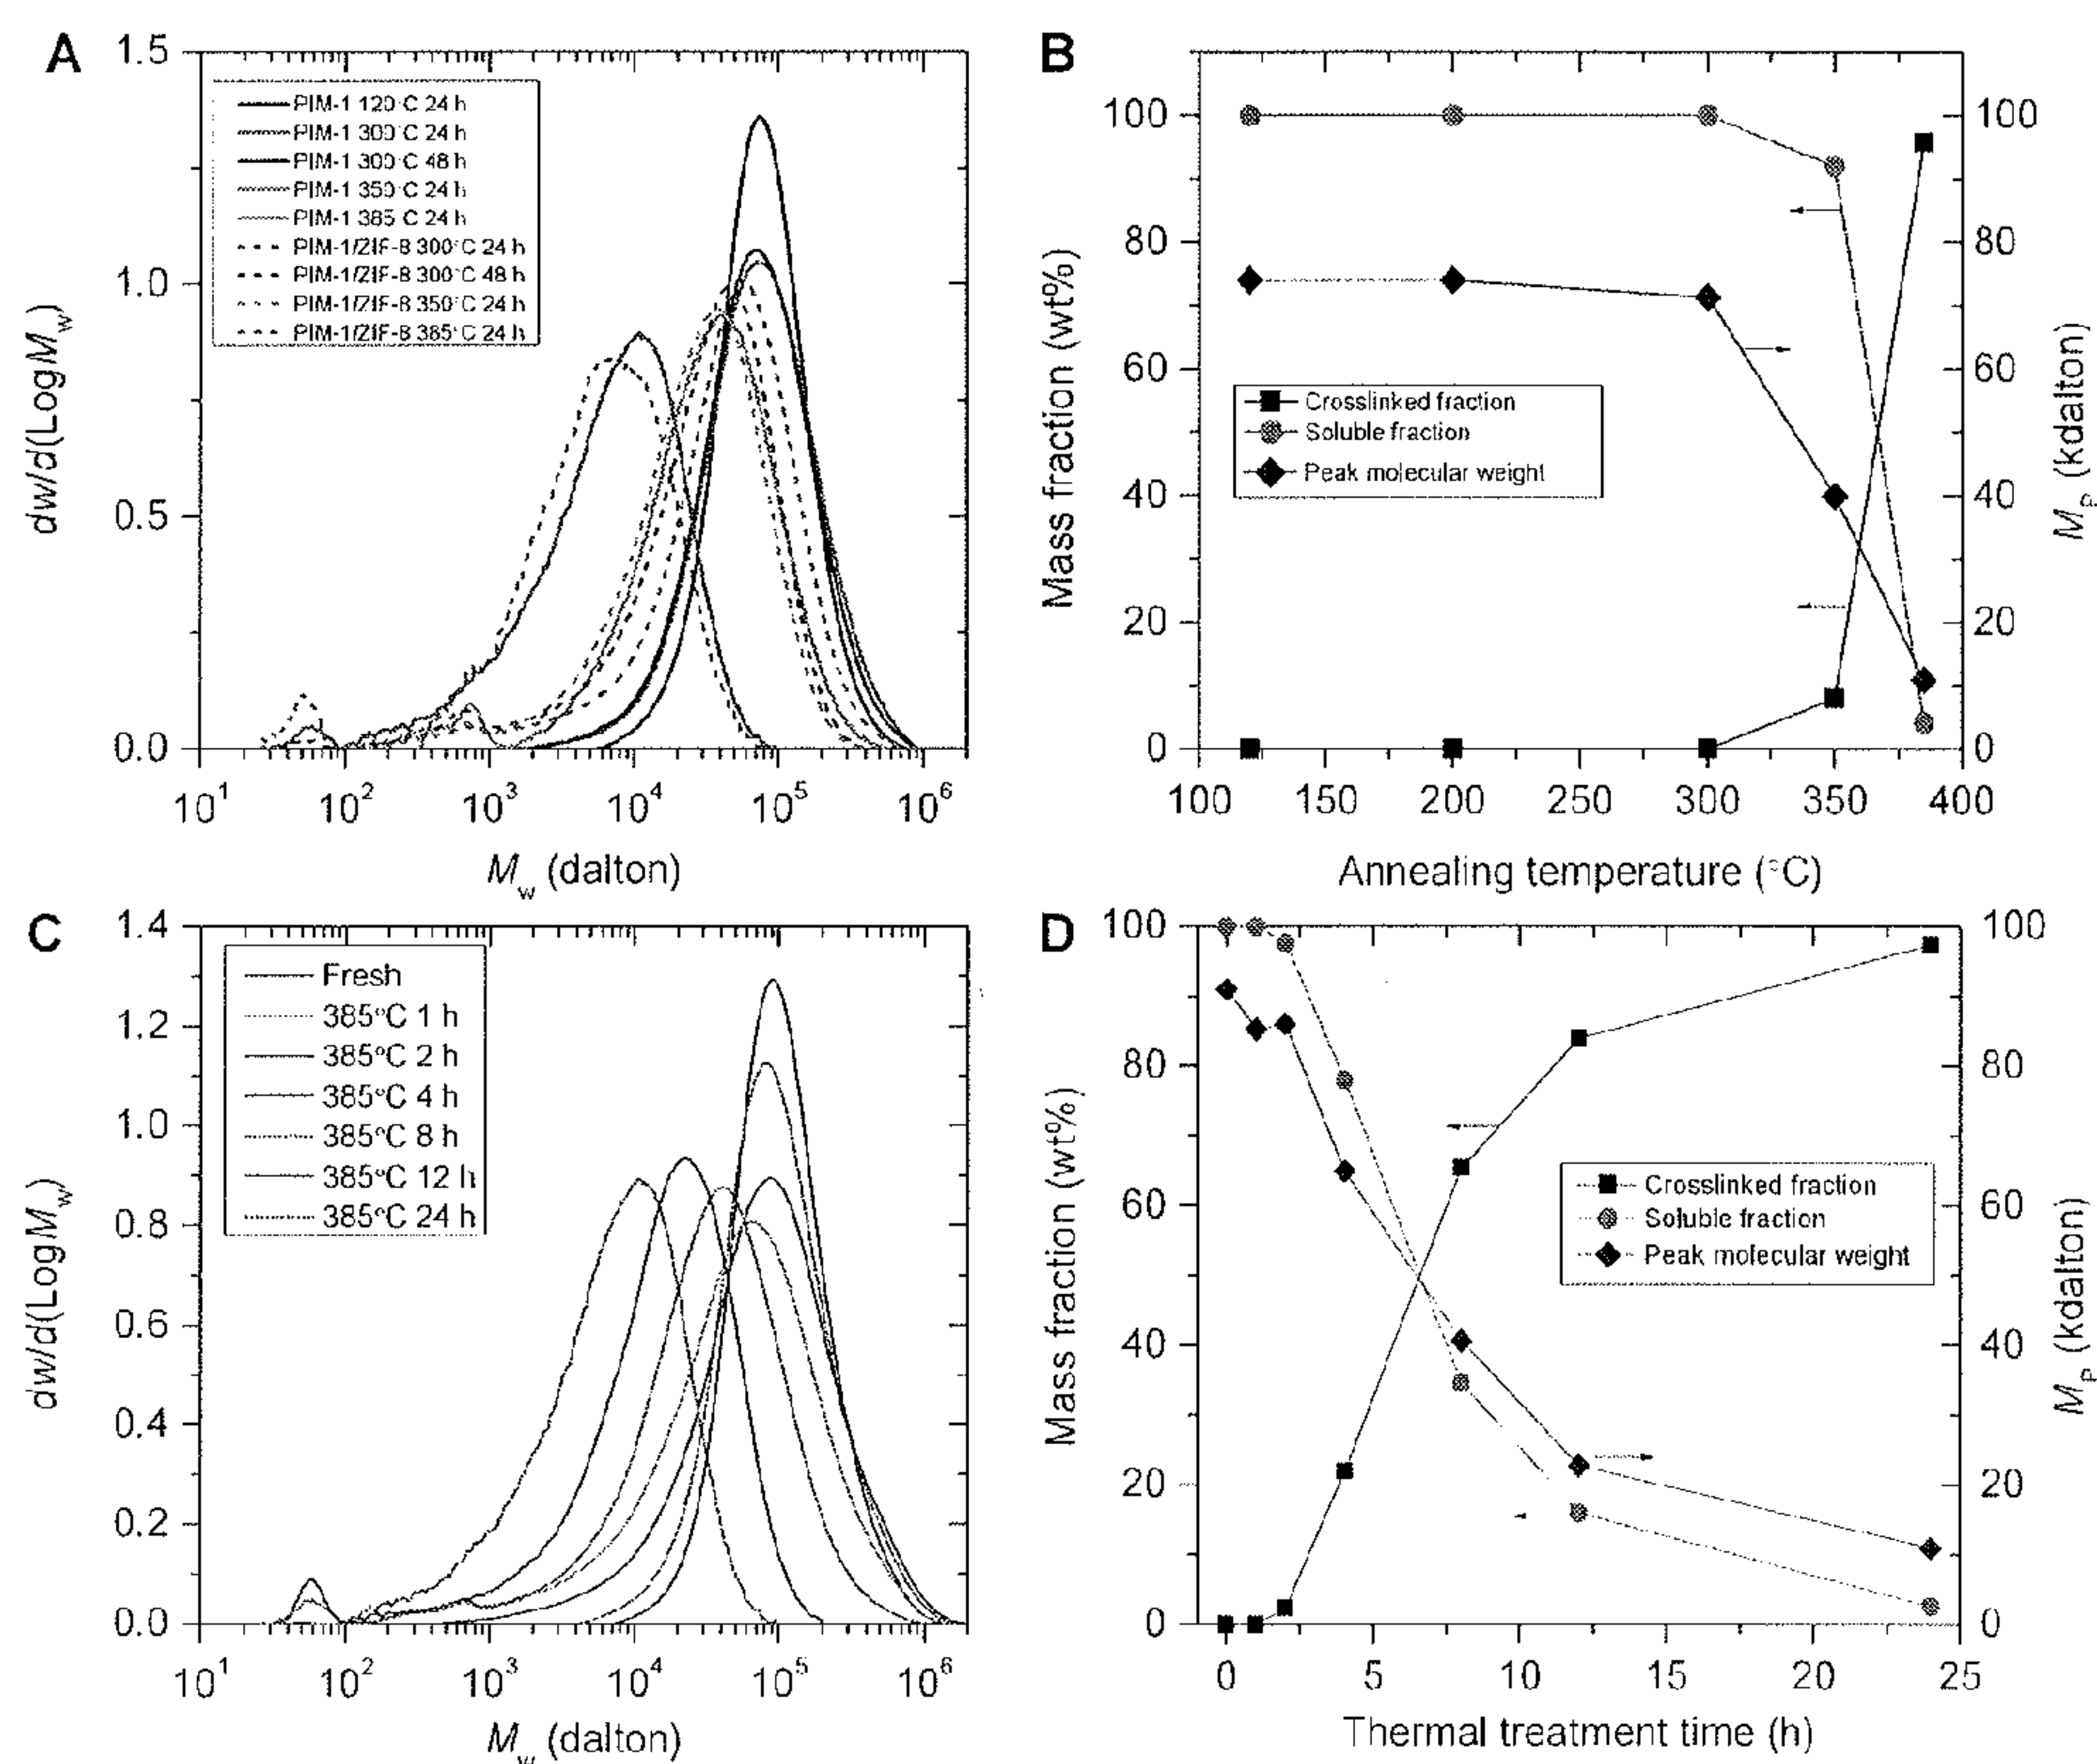 A
1.5
1.0
0.5
0.0
dw/d(LogMw)
PIM-1 120°C 24 h
PIM-1 300°C 24 h
PIM-1 300°C 48 h
PIM-1 350°C 24 h
PIM-1 385°C 24 h
PIM-1/ZIF-8 300°C 24 h
PIM-1/ZIF-8 300°C 48 h
PIM-1/ZIF-8 350°C 24 h
PIM-1/ZIF-8 385°C 24 h
10¹ 10² 10³ 10⁴ 10⁵ 10⁶
Mw (dalton)
B
100
80
60
40
20
0
Mass fraction (wt%)
Crosslinked fraction
Soluble fraction
Peak molecular weight
100
80
60
40
20
0
MP (kdalton)
100 150 200 250 300 350 400
Annealing temperature (°C)
C
1.4
1.2
1.0
0.8
0.6
0.4
0.2
0.0
dw/d(LogMw)
Fresh
385°C 1 h
385°C 2 h
385°C 4 h
385°C 8 h
385°C 12 h
385°C 24 h
10¹ 10² 10³ 10⁴ 10⁵ 10⁶
Mw (dalton)
D
100
80
60
40
20
0
Mass fraction (wt%)
Crosslinked fraction
Soluble fraction
Peak molecular weight
100
80
60
40
20
0
MP (kdalton)
0 5 10 15 20 25
Thermal treatment time (h)